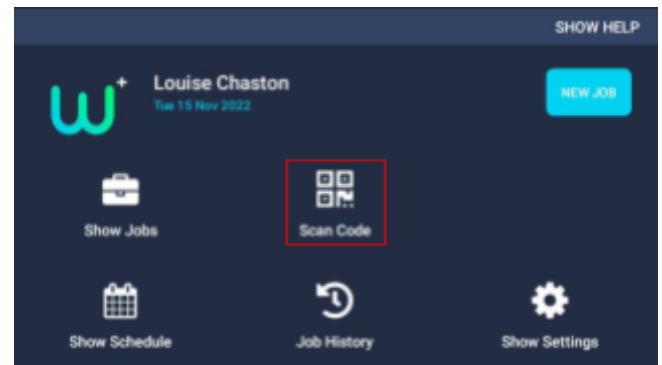 SHOW HELP
W+
Louise Chaston
Tue 15 Nov 2022
NEW JOB
Show Jobs
Scan Code
Show Schedule
Job History
Show Settings